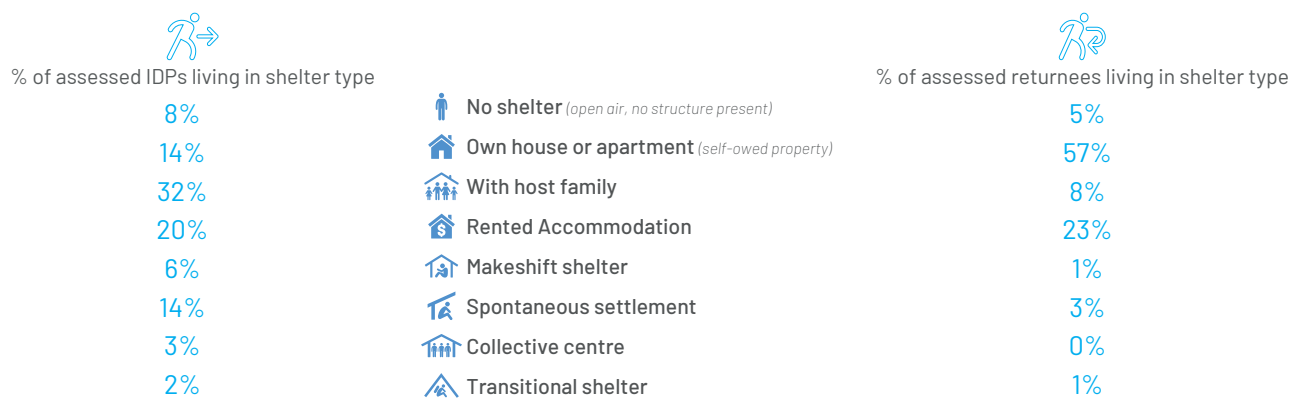 % of assessed IDPs living in shelter type
% of assessed returnees living in shelter type
8% No shelter (open air, no structure present) 5%
14% Own house or apartment (self-owed property) 57%
32% With host family 8%
20% Rented Accommodation 23%
6% Makeshift shelter 1%
14% Spontaneous settlement 3%
3% Collective centre 0%
2% Transitional shelter 1%